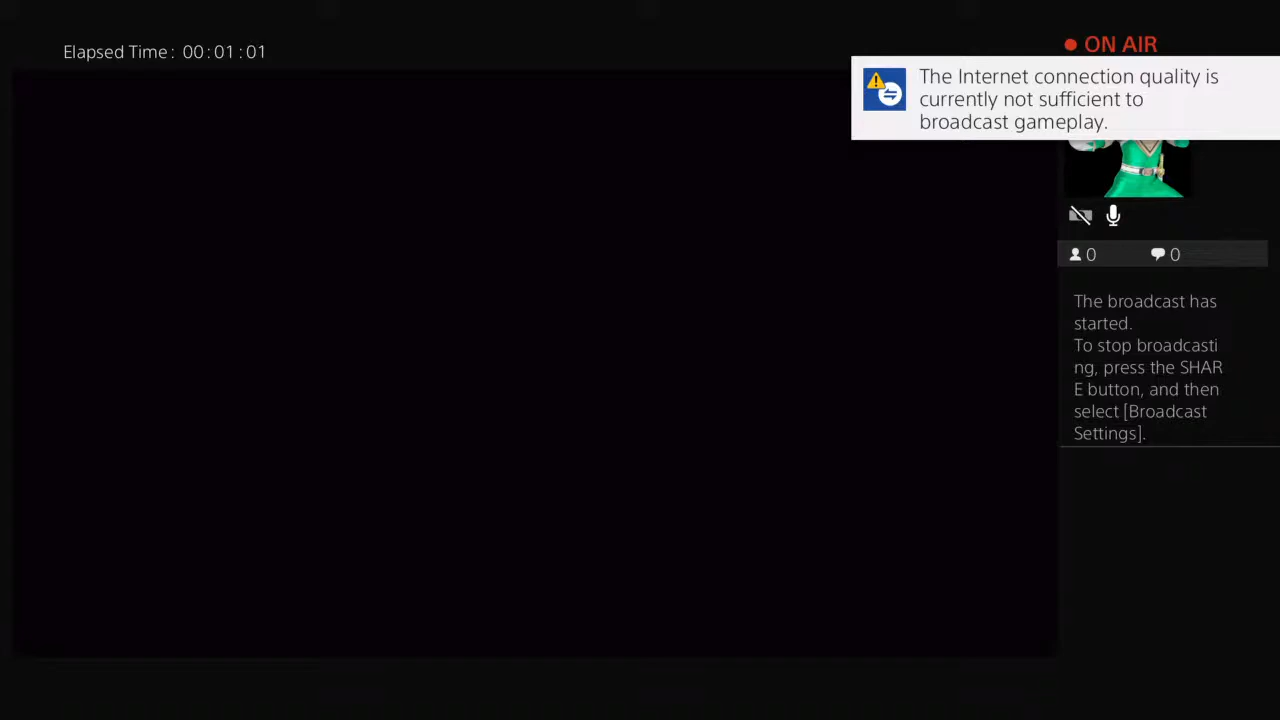 Elapsed Time: 00:01:01
ON AIR
The Internet connection quality is
currently not sufficient to
broadcast gameplay.
0
0
The broadcast has
started.
To stop broadcasti
ng, press the SHAR
E button, and then
select [Broadcast
Settings].